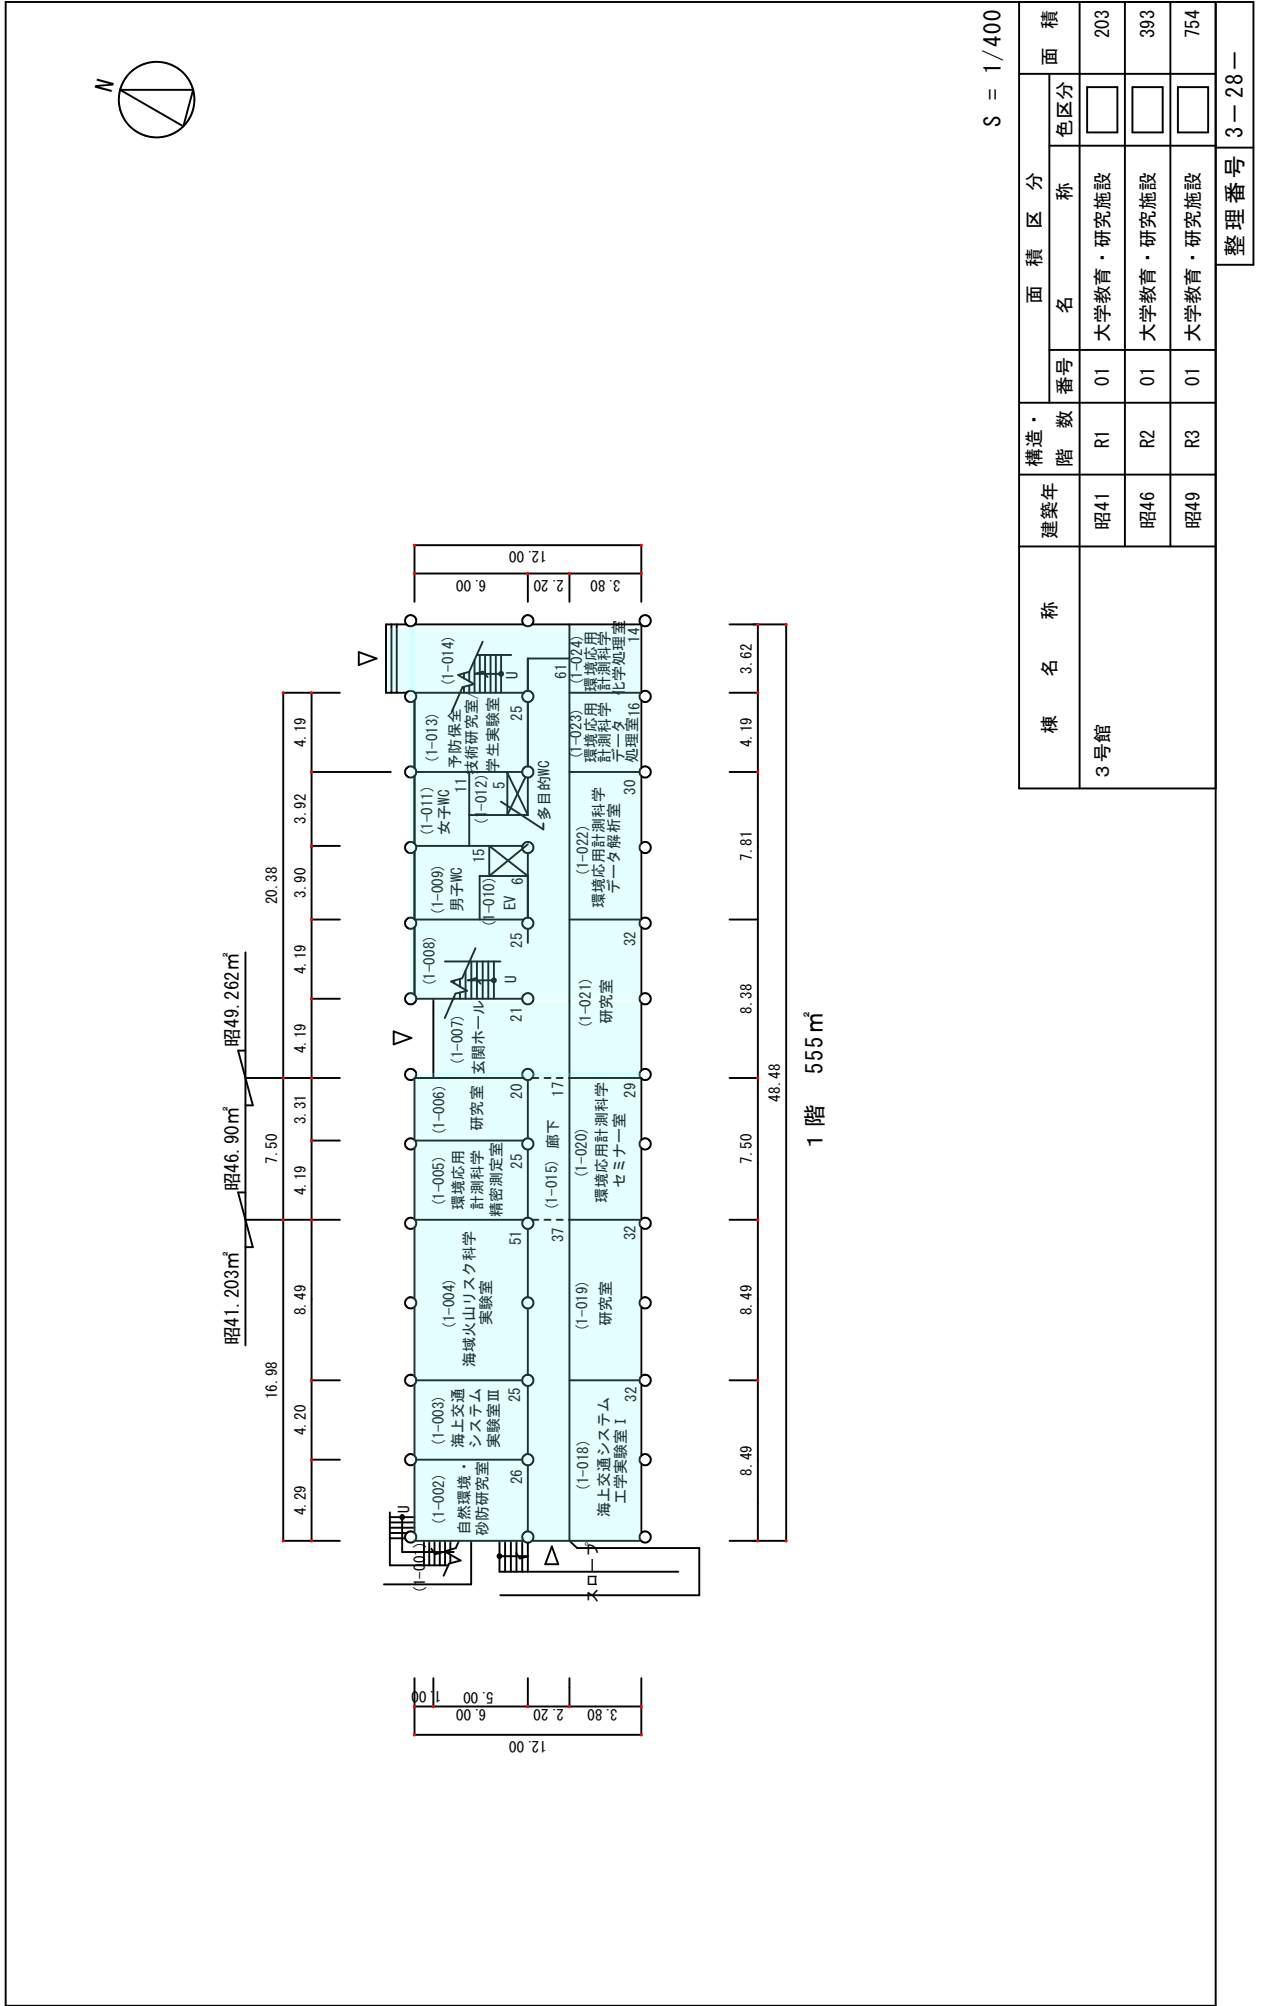 N
昭41. 203㎡
昭46. 90㎡
昭49. 262㎡
16.98
7.50
20.38
4.29
4.20
8.49
4.19
3.31
4.19
4.19
3.90
3.92
4.19
U
(1-001)
(1-002)
自然環境・
砂防研究室
26
(1-003)
海上交通
システム
実験室Ⅲ
25
(1-004)
海域火山リスク科学
実験室
51
(1-005)
環境応用
計測科学
精密測定室
25
(1-006)
研究室
20
(1-007)
玄関ホール
21
(1-008)
U
25
(1-009)
男子WC
15
(1-010)
EV
6
(1-011)
女子WC
11
(1-012)
5
多目的WC
(1-013)
予防保全
技術研究室/
学生実験室
25
(1-014)
U
37
(1-015) 廊下
17
61
スロープ
(1-018)
海上交通システム
工学実験室Ⅰ
32
(1-019)
研究室
32
(1-020)
環境応用計測科学
セミナー室
29
(1-021)
研究室
32
(1-022)
環境応用計測科学
データ解析室
30
(1-023)
環境応用
計測科学
データ
処理室
16
(1-024)
環境応用
計測科学
化学処理室
14
12.00
6.00
2.20
3.80
1.00
5.00
6.00
2.20
3.80
12.00
8.49
8.49
7.50
8.38
7.81
4.19
3.62
48.48
1階 555㎡
S = 1/400
棟 名 称
建築年
構造・
階 数
面 積 区 分
面 積
番号
名 称
色区分
3号館
昭41 R1 01 大学教育・研究施設 203
昭46 R2 01 大学教育・研究施設 393
昭49 R3 01 大学教育・研究施設 754
整理番号 3－28－